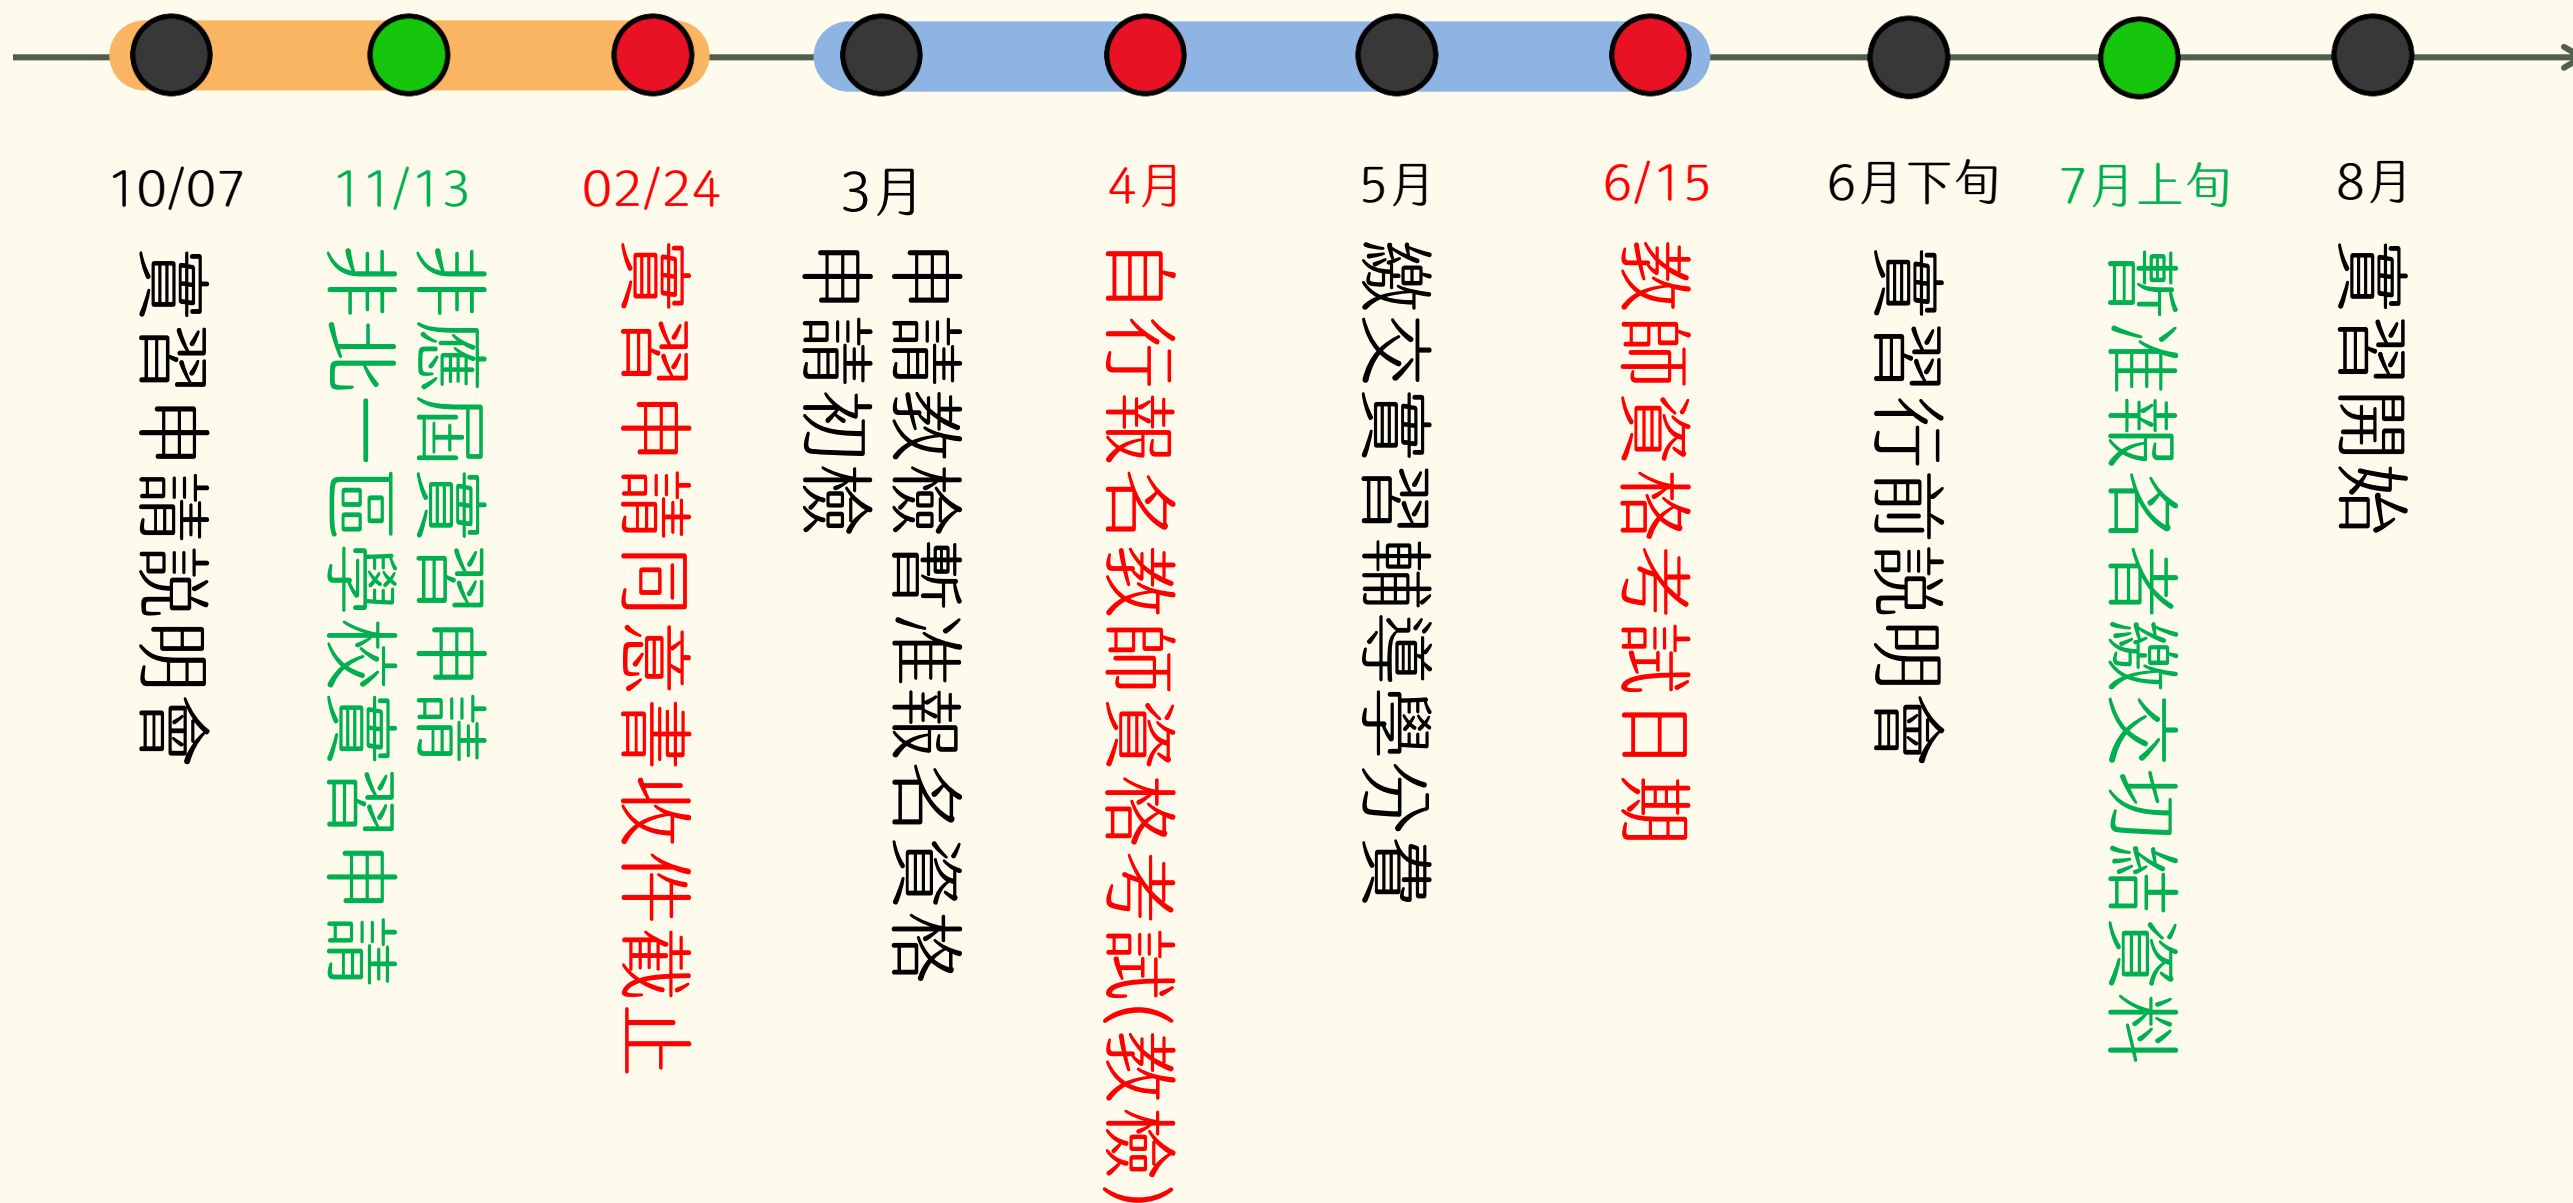 10/07
實習申請說明會
11/13
非應屆實習申請
非北一區學校實習申請
02/24
實習申請同意書收件截止
3月
申請教檢暫准報名資格
申請初檢
4月
自行報名教師資格考試(教檢)
5月
繳交實習輔導學分費
6/15
教師資格考試日期
6月下旬
實習行前說明會
7月上旬
暫准報名者繳交切結資料
8月
實習開始